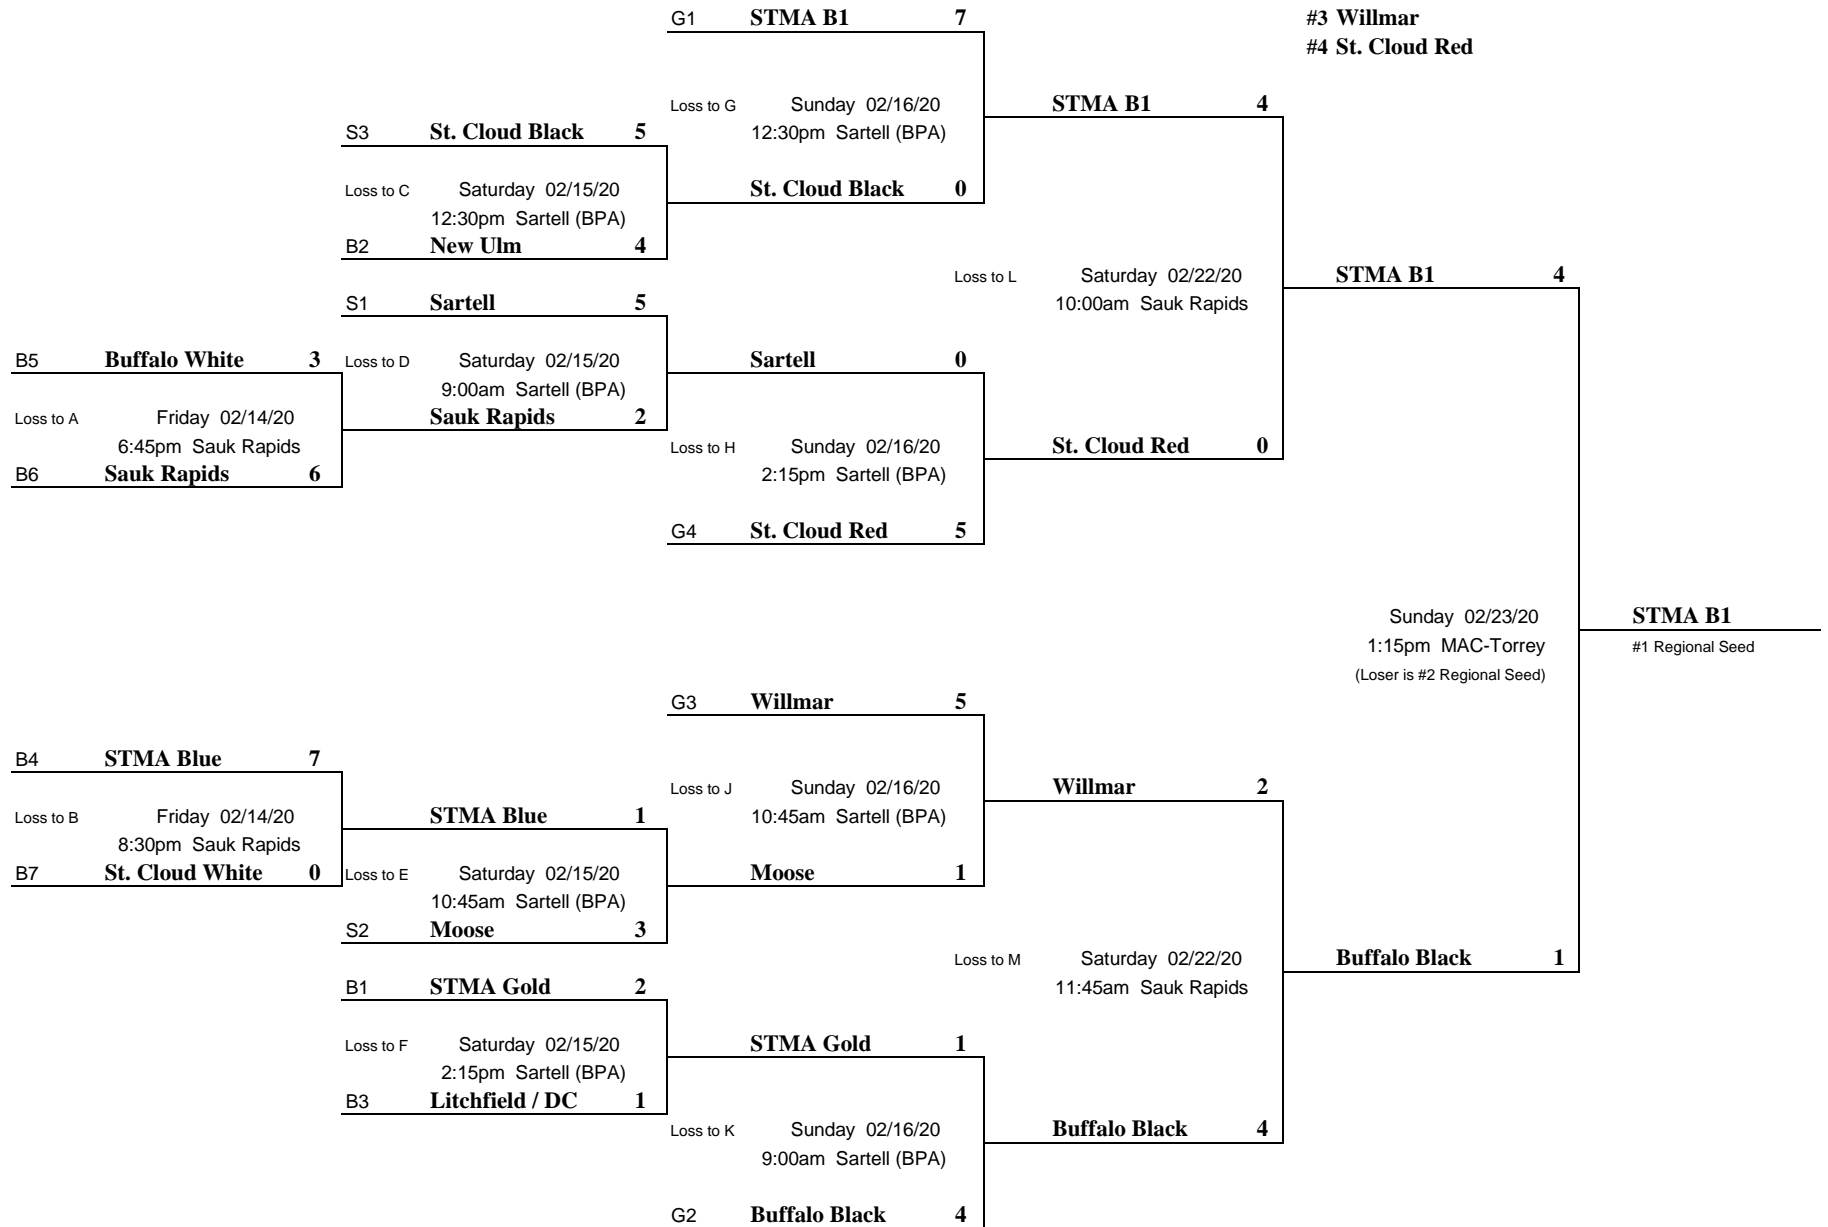 G1 STMA B1 7
#3 Willmar
#4 St. Cloud Red
Loss to G Sunday 02/16/20
12:30pm Sartell (BPA)
STMA B1 4
S3 St. Cloud Black 5
Loss to C Saturday 02/15/20
12:30pm Sartell (BPA)
St. Cloud Black 0
B2 New Ulm 4
Loss to L Saturday 02/22/20
10:00am Sauk Rapids
STMA B1 4
S1 Sartell 5
B5 Buffalo White 3
Loss to D Saturday 02/15/20
9:00am Sartell (BPA)
Sartell 0
Loss to A Friday 02/14/20
6:45pm Sauk Rapids
Sauk Rapids 2
B6 Sauk Rapids 6
Loss to H Sunday 02/16/20
2:15pm Sartell (BPA)
St. Cloud Red 0
G4 St. Cloud Red 5
Sunday 02/23/20
1:15pm MAC-Torrey
(Loser is #2 Regional Seed)
STMA B1
#1 Regional Seed
G3 Willmar 5
B4 STMA Blue 7
Loss to J Sunday 02/16/20
10:45am Sartell (BPA)
Willmar 2
Loss to B Friday 02/14/20
8:30pm Sauk Rapids
STMA Blue 1
B7 St. Cloud White 0
Loss to E Saturday 02/15/20
10:45am Sartell (BPA)
Moose 1
S2 Moose 3
Loss to M Saturday 02/22/20
11:45am Sauk Rapids
Buffalo Black 1
B1 STMA Gold 2
Loss to F Saturday 02/15/20
2:15pm Sartell (BPA)
STMA Gold 1
B3 Litchfield / DC 1
Loss to K Sunday 02/16/20
9:00am Sartell (BPA)
Buffalo Black 4
G2 Buffalo Black 4